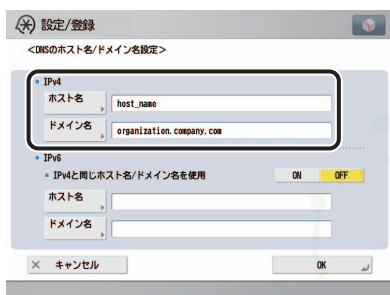 設定/登録
<DNSのホスト名/ドメイン名設定>
IPv4
ホスト名 host_name
ドメイン名 organization.company.com
IPv6
IPv4と同じホスト名/ドメイン名を使用 ON OFF
ホスト名
ドメイン名
× キャンセル OK